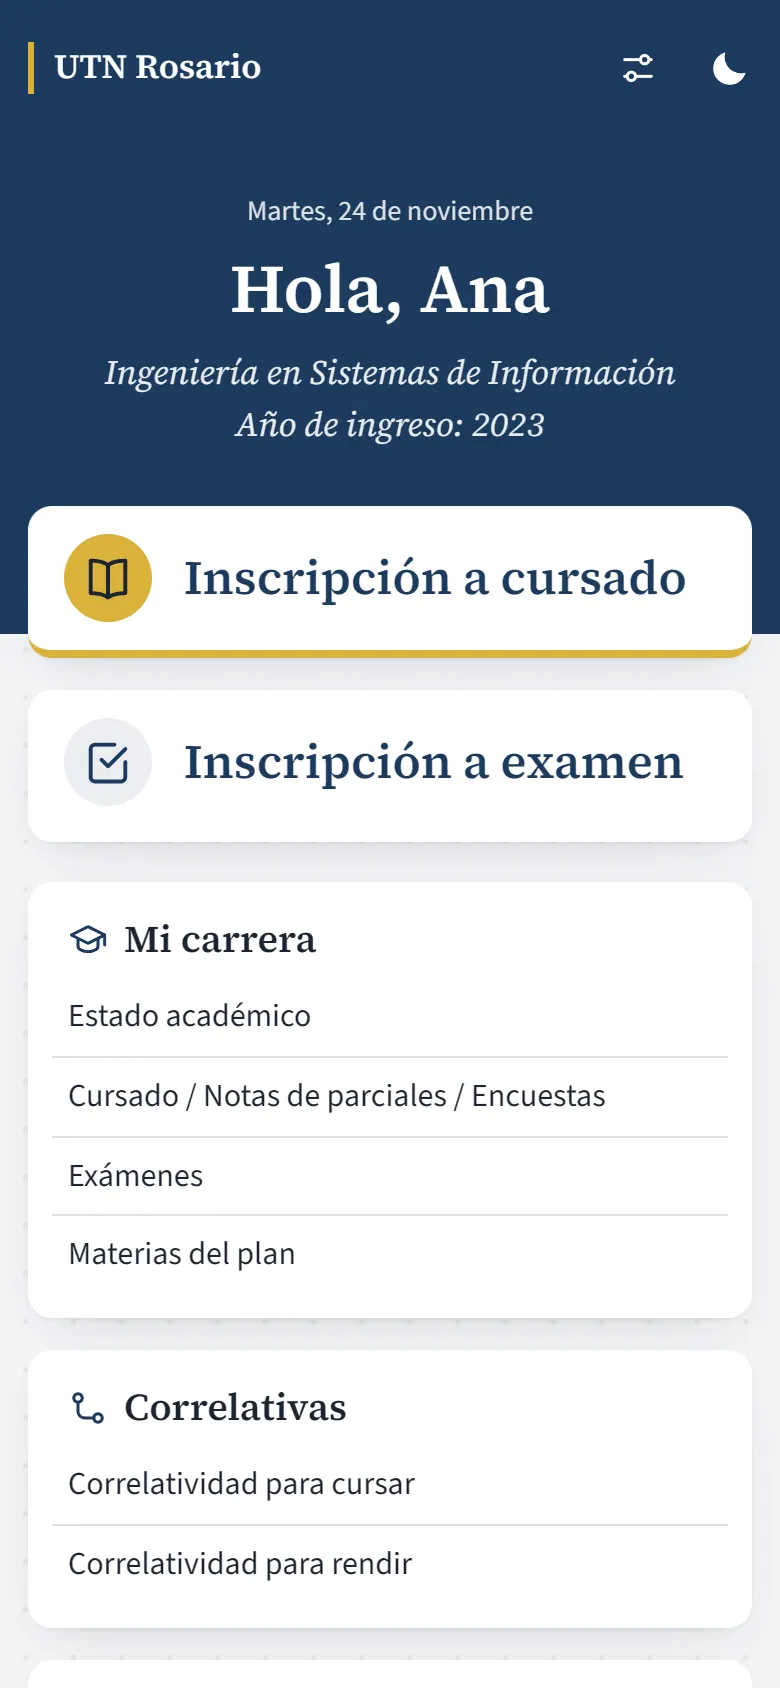 UTN Rosario
Martes, 24 de noviembre
Hola, Ana
Ingeniería en Sistemas de Información
Año de ingreso: 2023
Inscripción a cursado
Inscripción a examen
Mi carrera
Estado académico
Cursado / Notas de parciales / Encuestas
Exámenes
Materias del plan
Correlativas
Correlatividad para cursar
Correlatividad para rendir